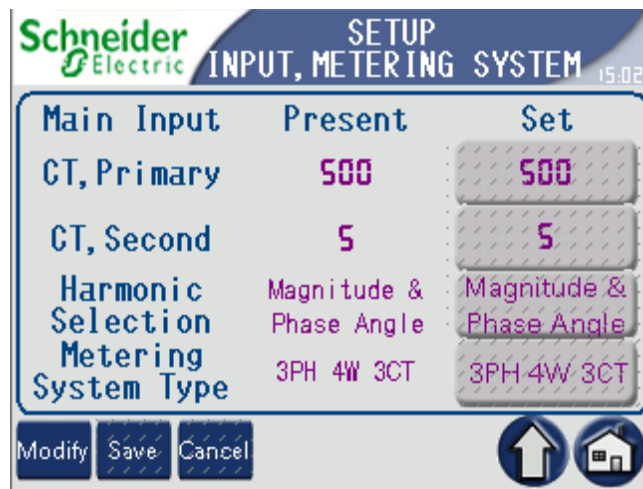 Schneider Electric
SETUP
INPUT, METERING SYSTEM
15:02
Main Input Present Set
CT, Primary 500 500
CT, Second 5 5
Harmonic Selection Magnitude & Phase Angle Magnitude & Phase Angle
Metering System Type 3PH 4W 3CT 3PH 4W 3CT
Modify Save Cancel